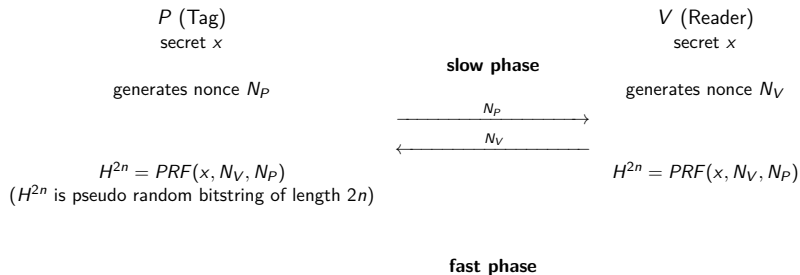 P (Tag)
V (Reader)
secret x
secret x
slow phase
generates nonce N_P
generates nonce N_V
N_P
N_V
H^{2n} = PRF(x, N_V, N_P)
H^{2n} = PRF(x, N_V, N_P)
(H^{2n} is pseudo random bitstring of length 2n)
fast phase